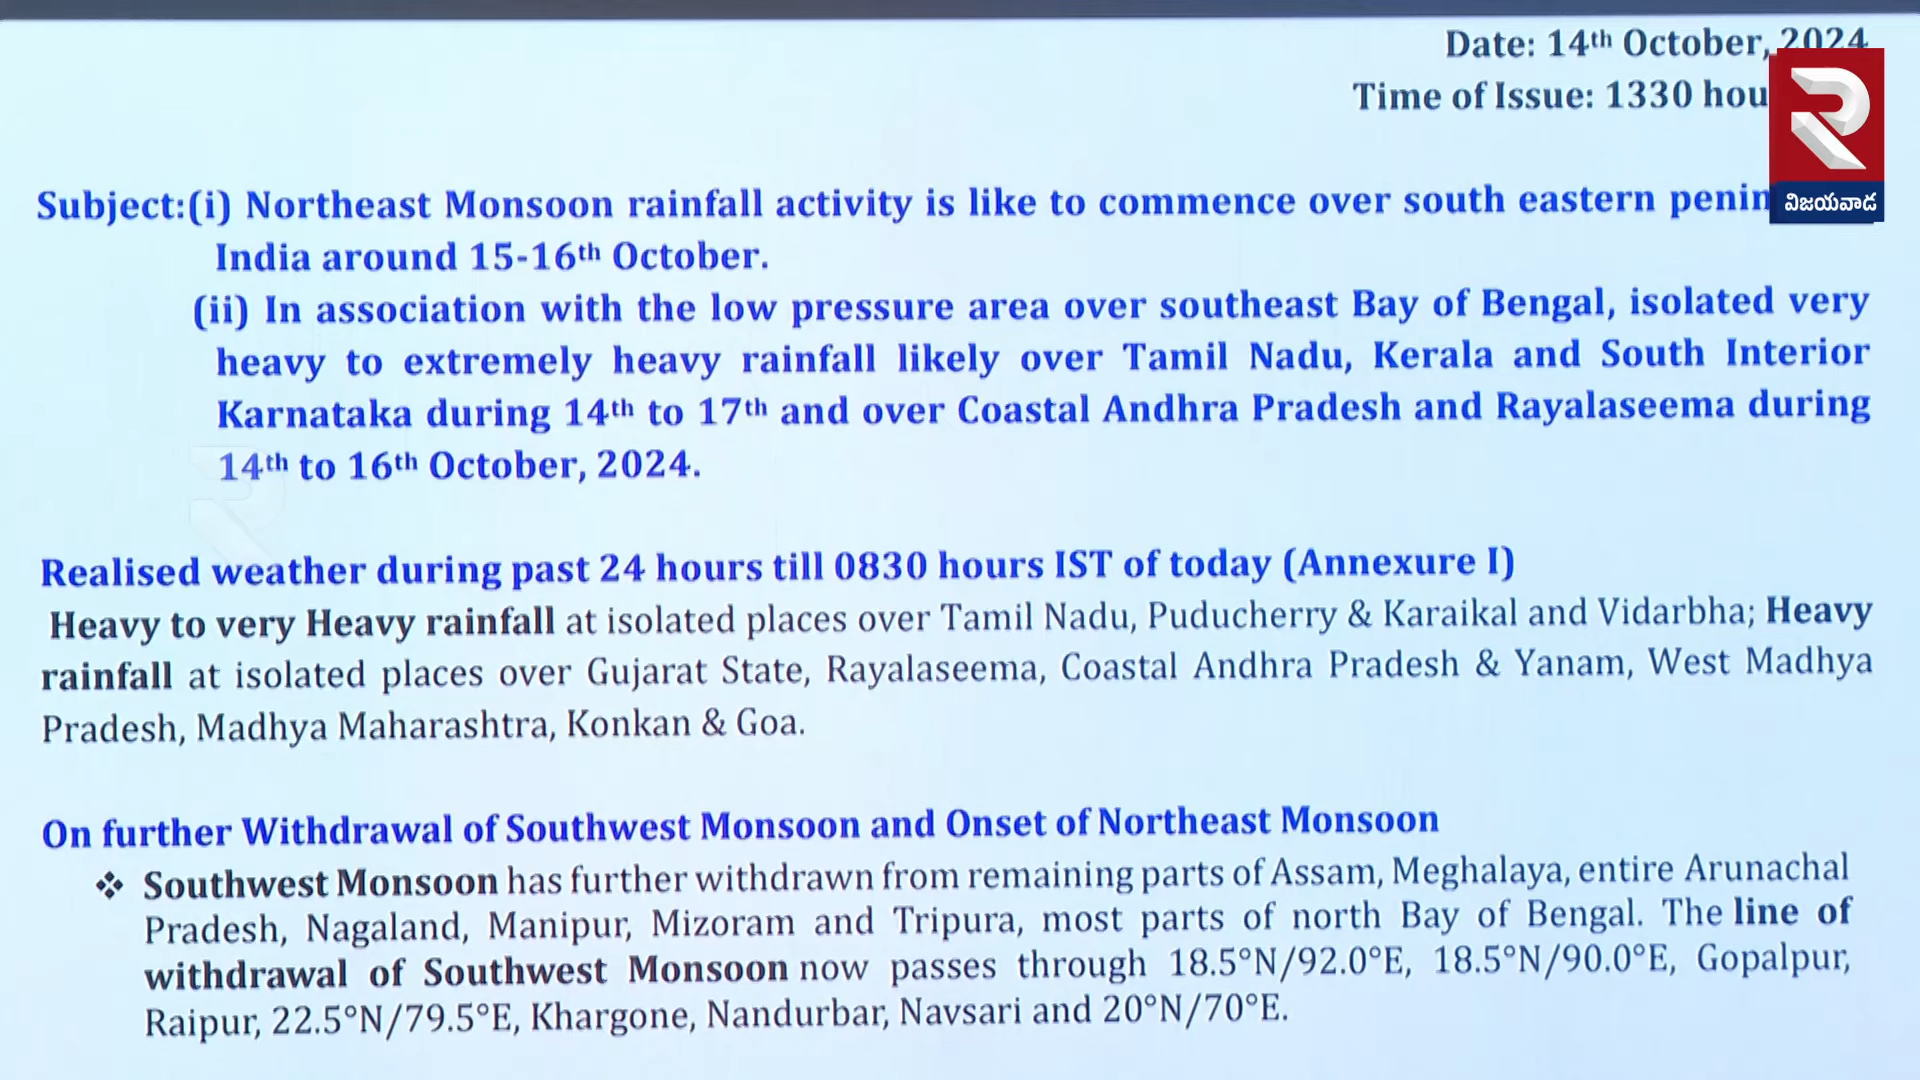 Date: 14th October, 2024
Time of Issue: 1330 hou
విజయవాడ
Subject:(i) Northeast Monsoon rainfall activity is like to commence over south eastern penin
India around 15-16th October.
(ii) In association with the low pressure area over southeast Bay of Bengal, isolated very
heavy to extremely heavy rainfall likely over Tamil Nadu, Kerala and South Interior
Karnataka during 14th to 17th and over Coastal Andhra Pradesh and Rayalaseema during
14th to 16th October, 2024.
Realised weather during past 24 hours till 0830 hours IST of today (Annexure I)
Heavy to very Heavy rainfall at isolated places over Tamil Nadu, Puducherry & Karaikal and Vidarbha; Heavy
rainfall at isolated places over Gujarat State, Rayalaseema, Coastal Andhra Pradesh & Yanam, West Madhya
Pradesh, Madhya Maharashtra, Konkan & Goa.
On further Withdrawal of Southwest Monsoon and Onset of Northeast Monsoon
❖ Southwest Monsoon has further withdrawn from remaining parts of Assam, Meghalaya, entire Arunachal
Pradesh, Nagaland, Manipur, Mizoram and Tripura, most parts of north Bay of Bengal. The line of
withdrawal of Southwest Monsoon now passes through 18.5°N/92.0°E, 18.5°N/90.0°E, Gopalpur,
Raipur, 22.5°N/79.5°E, Khargone, Nandurbar, Navsari and 20°N/70°E.